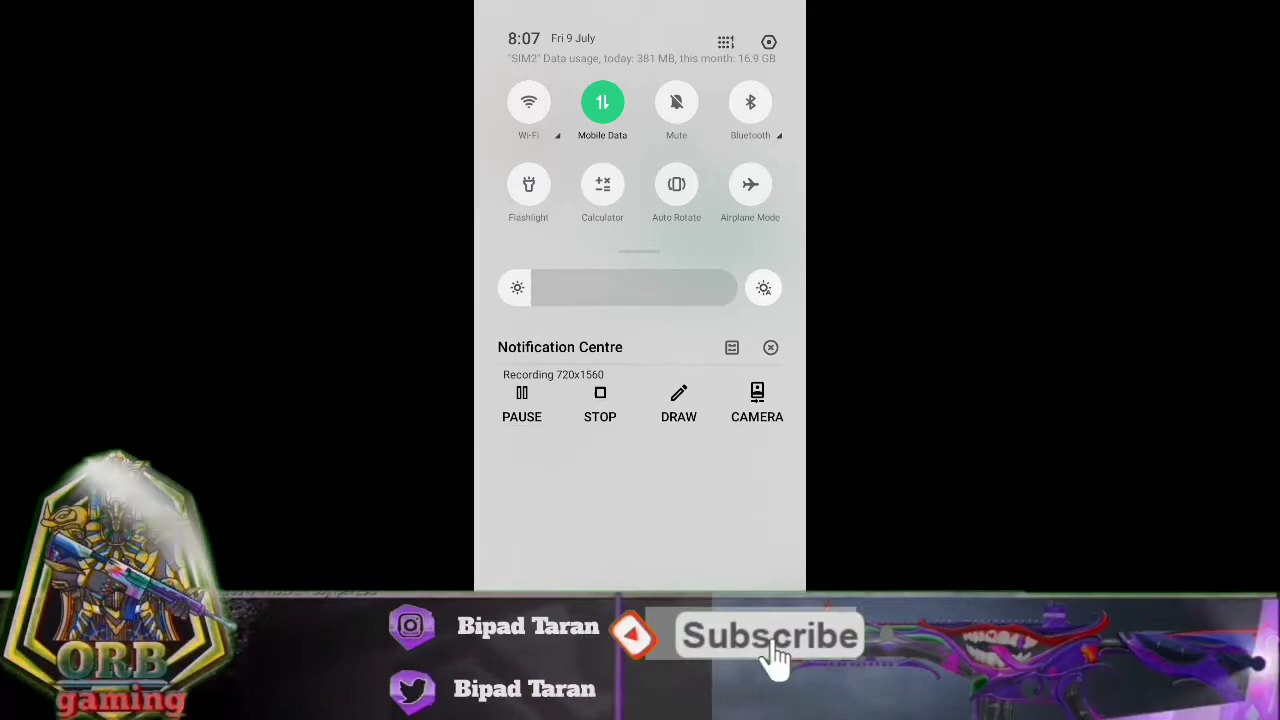 8:07 Fri 9 July
"SIM2" Data usage, today: 381 MB, this month: 16.9 GB
Wi-Fi Mobile Data Mute Bluetooth
Flashlight Calculator Auto Rotate Airplane Mode
Notification Centre
Recording 720x1560
PAUSE STOP DRAW CAMERA
ORB
gaming
Bipad Taran
Subscribe
Bipad Taran